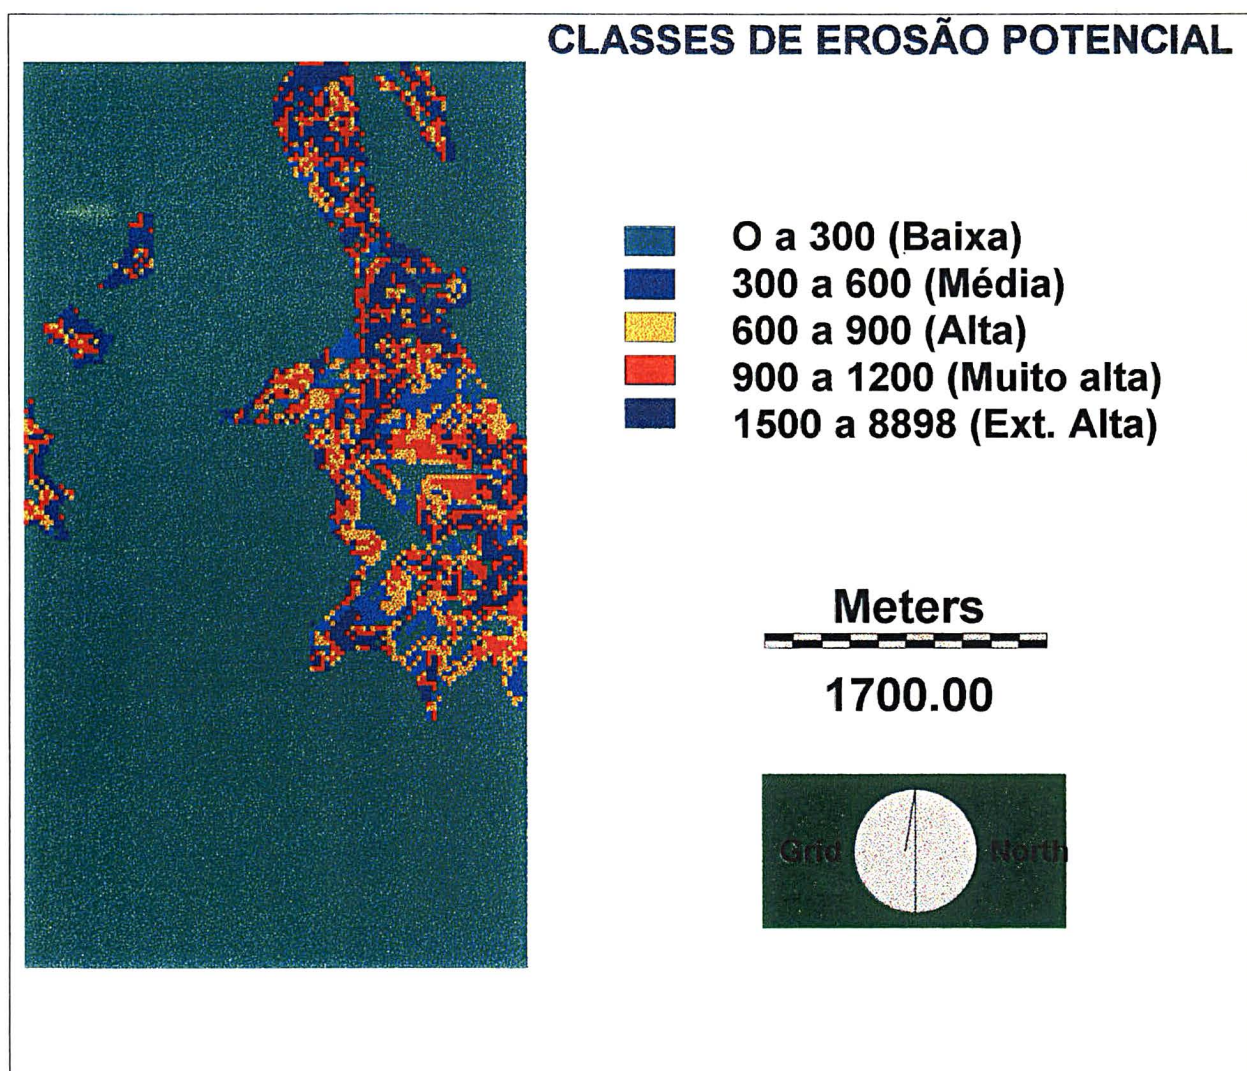 CLASSES DE EROSÃO POTENCIAL
O a 300 (Baixa)
300 a 600 (Média)
600 a 900 (Alta)
900 a 1200 (Muito alta)
1500 a 8898 (Ext. Alta)
Meters
1700.00
Grid North